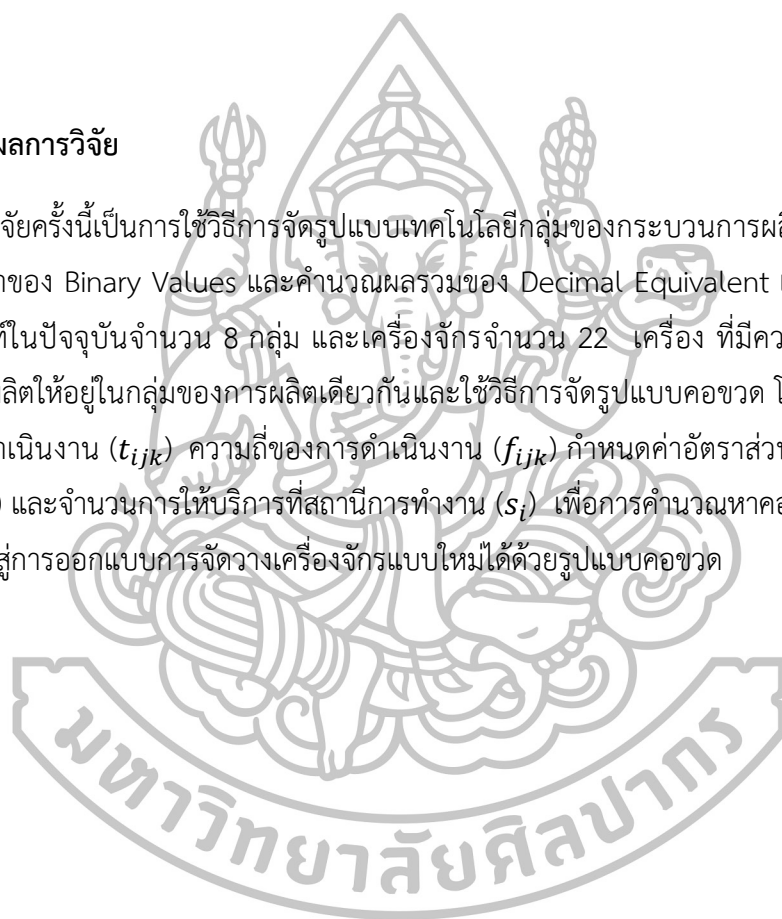 ผลการวิจัย
จัยครั้งนี้เป็นการใช้วิธีการจัดรูปแบบเทคโนโลยีกลุ่มของกระบวนการผลิ
าของ Binary Values และคำนวณผลรวมของ Decimal Equivalent
ฑ์ในปัจจุบันจำนวน 8 กลุ่ม และเครื่องจักรจำนวน 22 เครื่อง ที่มีคว
ผลิตให้อยู่ในกลุ่มของการผลิตเดียวกันและใช้วิธีการจัดรูปแบบคอขวด โ
ำเนินงาน (tᵢⱼₖ) ความถี่ของการดำเนินงาน (fᵢⱼₖ) กำหนดค่าอัตราส่วน
) และจำนวนการให้บริการที่สถานีการทำงาน (sᵢ) เพื่อการคำนวณหาคอ
สู่การออกแบบการจัดวางเครื่องจักรแบบใหม่ได้ด้วยรูปแบบคอขวด
มหาวิทยาลัยศิลปากร